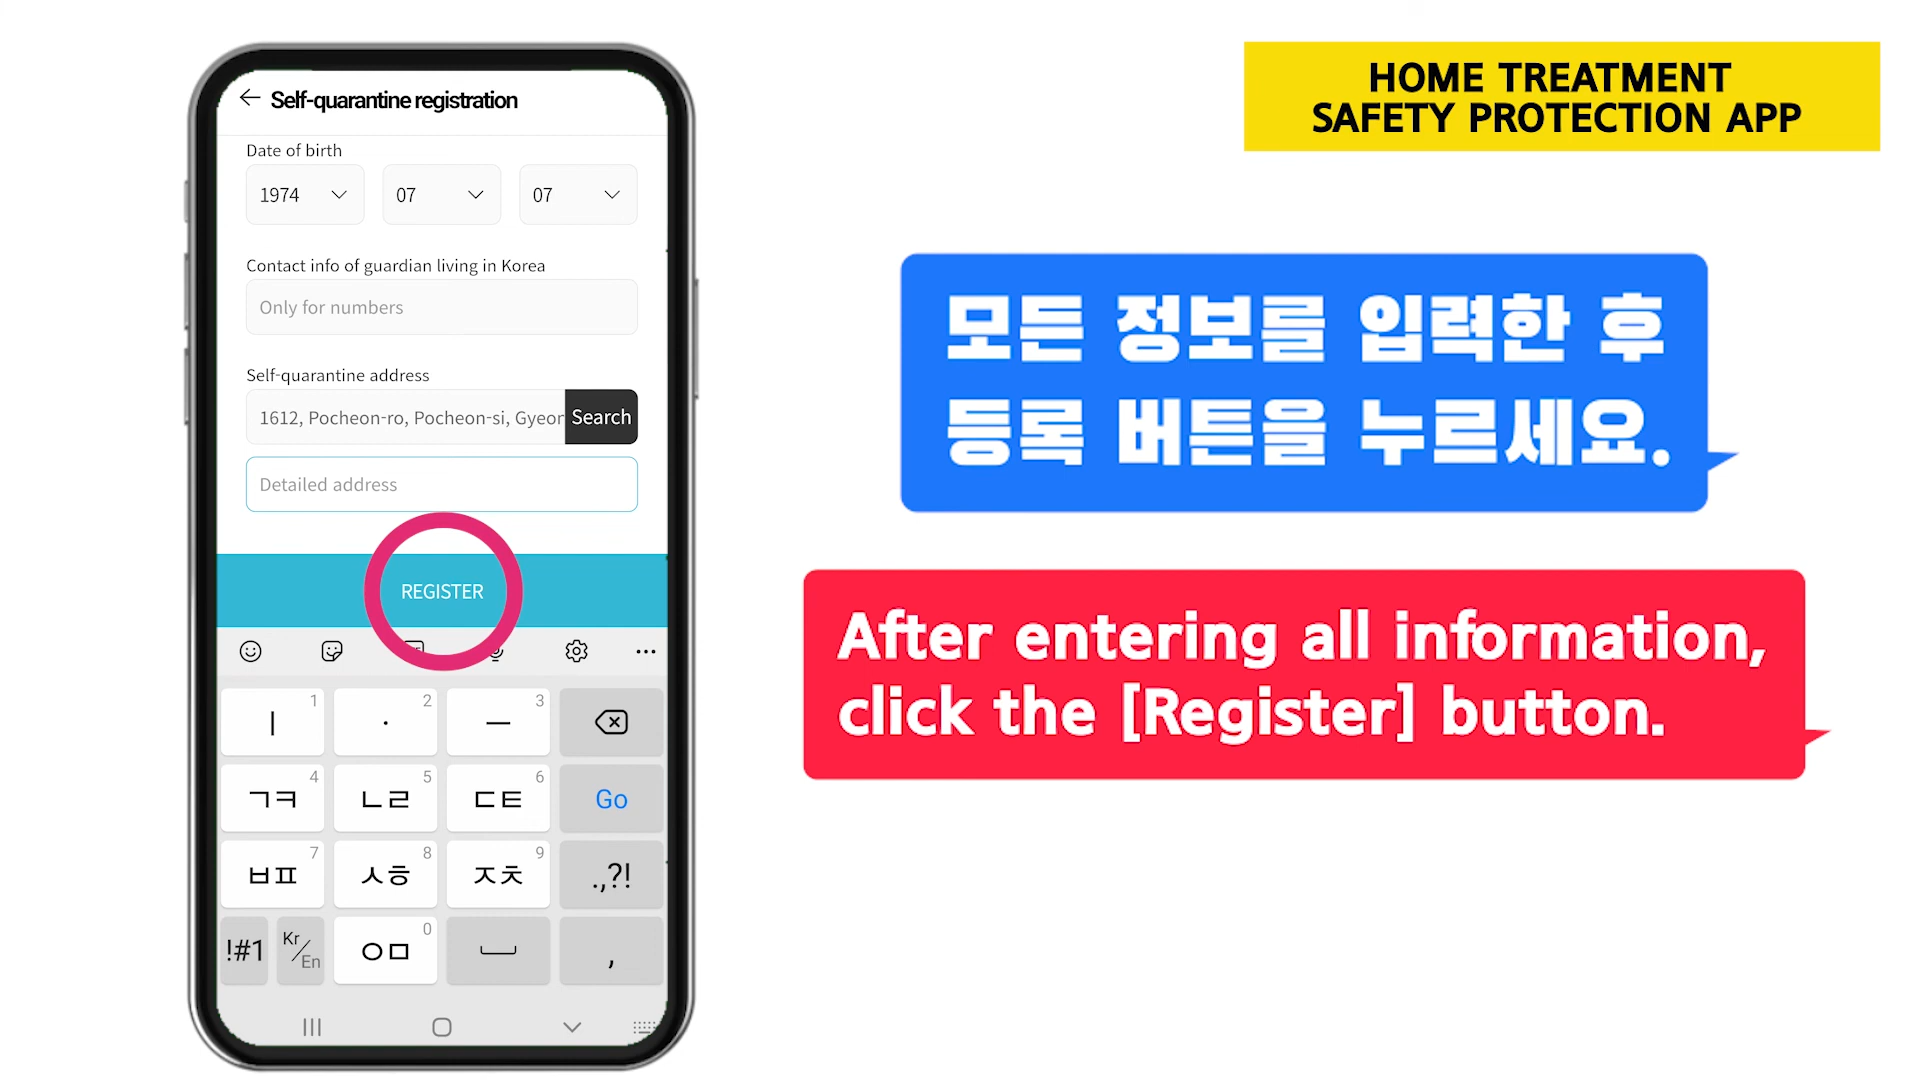 Self-quarantine registration
Date of birth
1974 07 07
Contact info of guardian living in Korea
Only for numbers
Self-quarantine address
1612, Pocheon-ro, Pocheon-si, Gyeon Search
Detailed address
REGISTER
ㅣ 1 · 2 ㅡ 3
ㄱㅋ 4 ㄴㄹ 5 ㄷㅌ 6 Go
ㅂㅍ 7 ㅅㅎ 8 ㅈㅊ 9 .,?!
!#1 Kr/En ㅇㅁ 0 ,
HOME TREATMENT
SAFETY PROTECTION APP
모든 정보를 입력한 후
등록 버튼을 누르세요.
After entering all information,
click the [Register] button.